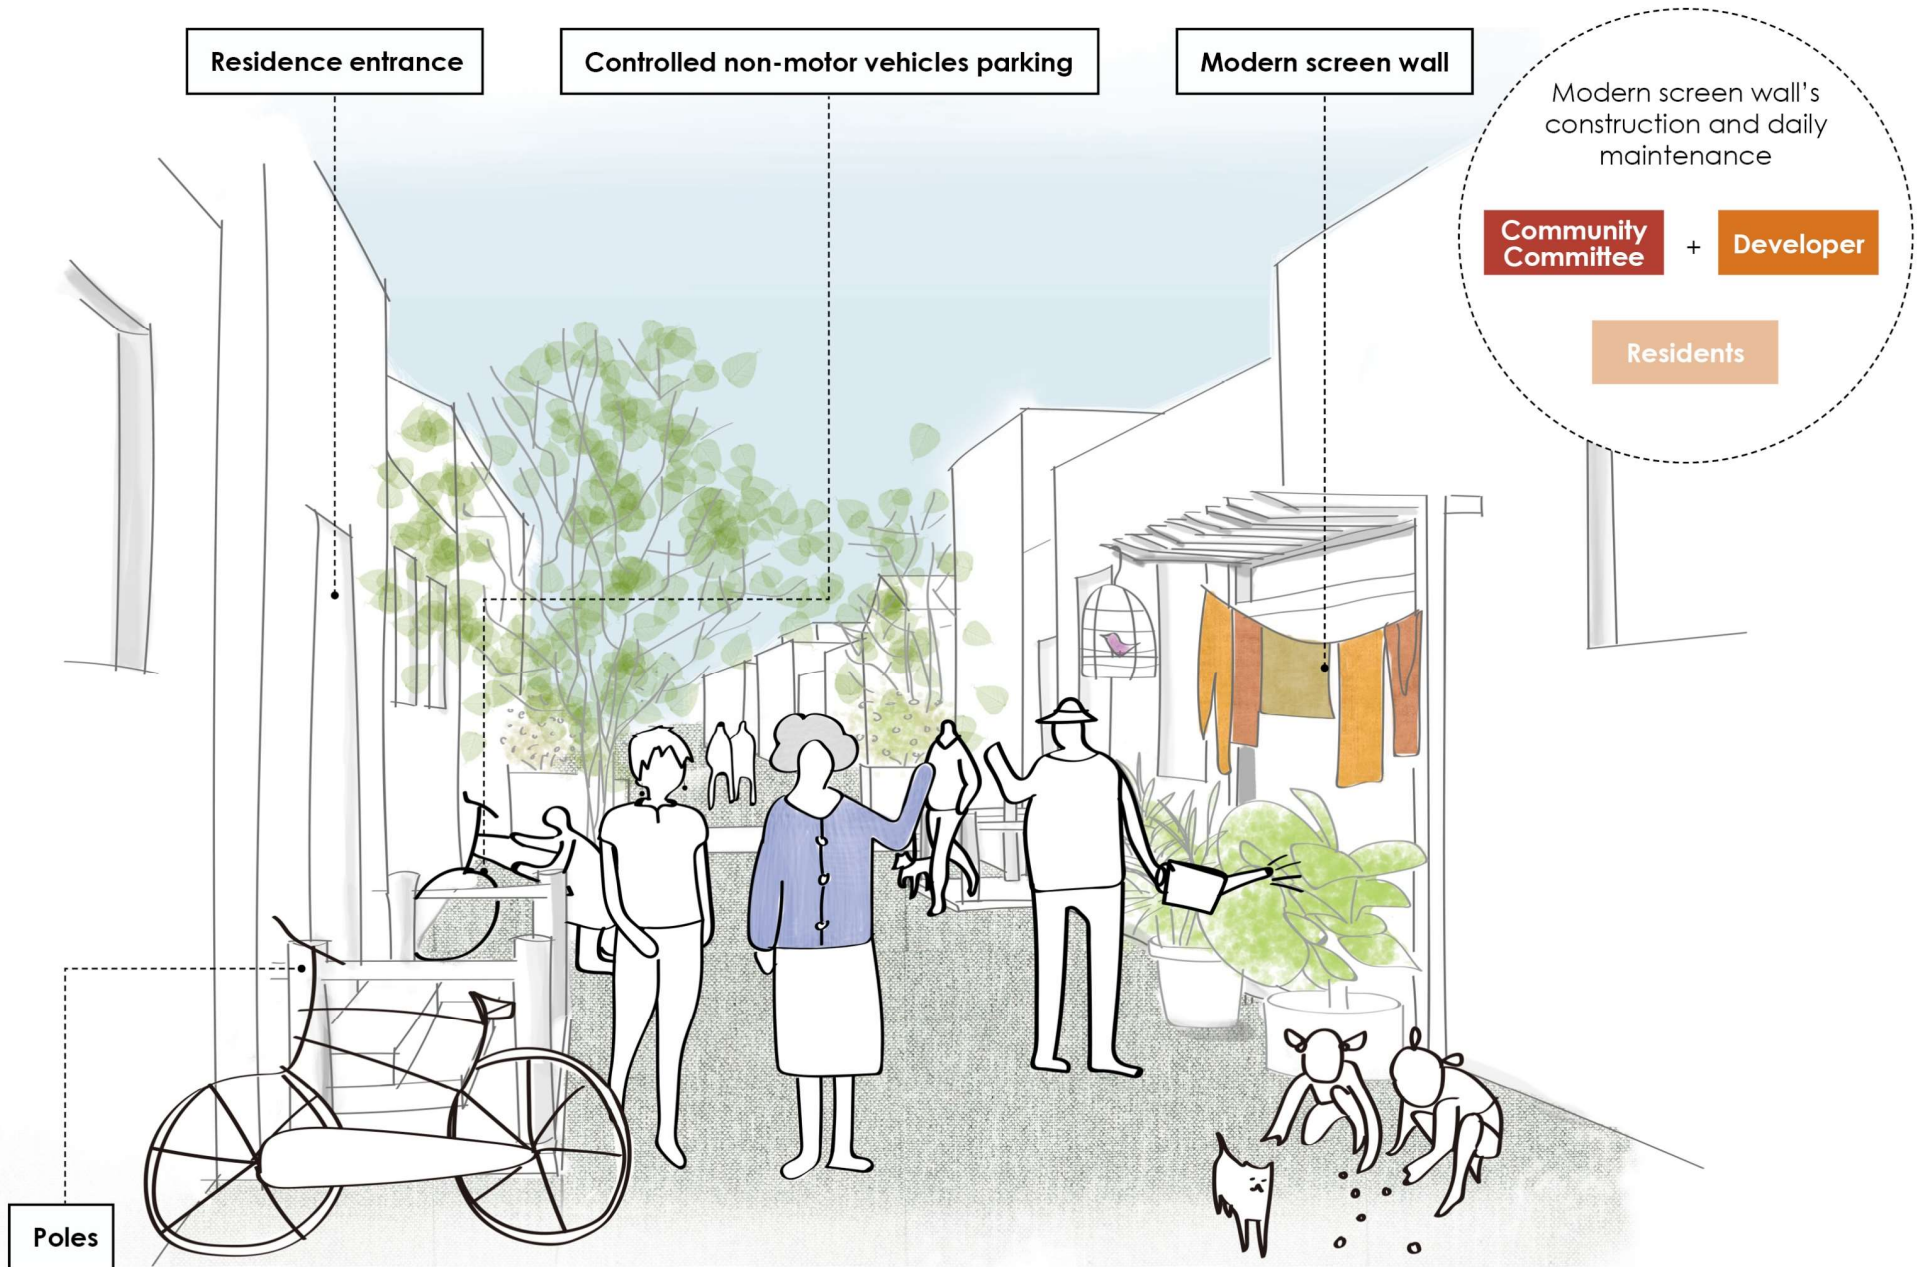 Residence entrance
Controlled non-motor vehicles parking
Modern screen wall
Modern screen wall's
construction and daily
maintenance
Community
Committee
+
Developer
Residents
Poles